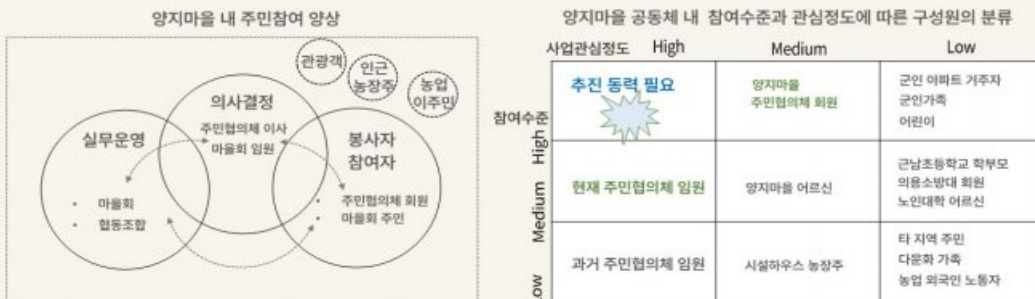 양지마을 내 주민참여 양상
관광객
인근
농장주
농업
이주민
의사결정
주민협의체 이사
마을회 임원
실무운영
• 마을회
• 협동조합
봉사자
참여자
• 주민협의체 회원
• 마을회 주민
양지마을 공동체 내 참여수준과 관심정도에 따른 구성원의 분류
사업관심정도 High Medium Low
참여수준
High
추진 동력 필요
양지마을
주민협의체 회원
군인 아파트 거주자
군인가족
어린이
Medium
현재 주민협의체 임원
양지마을 어르신
근남초등학교 학부모
의용소방대 회원
노인대학 어르신
Low
과거 주민협의체 임원
시설하우스 농장주
타 지역 주민
다문화 가족
농업 외국인 노동자